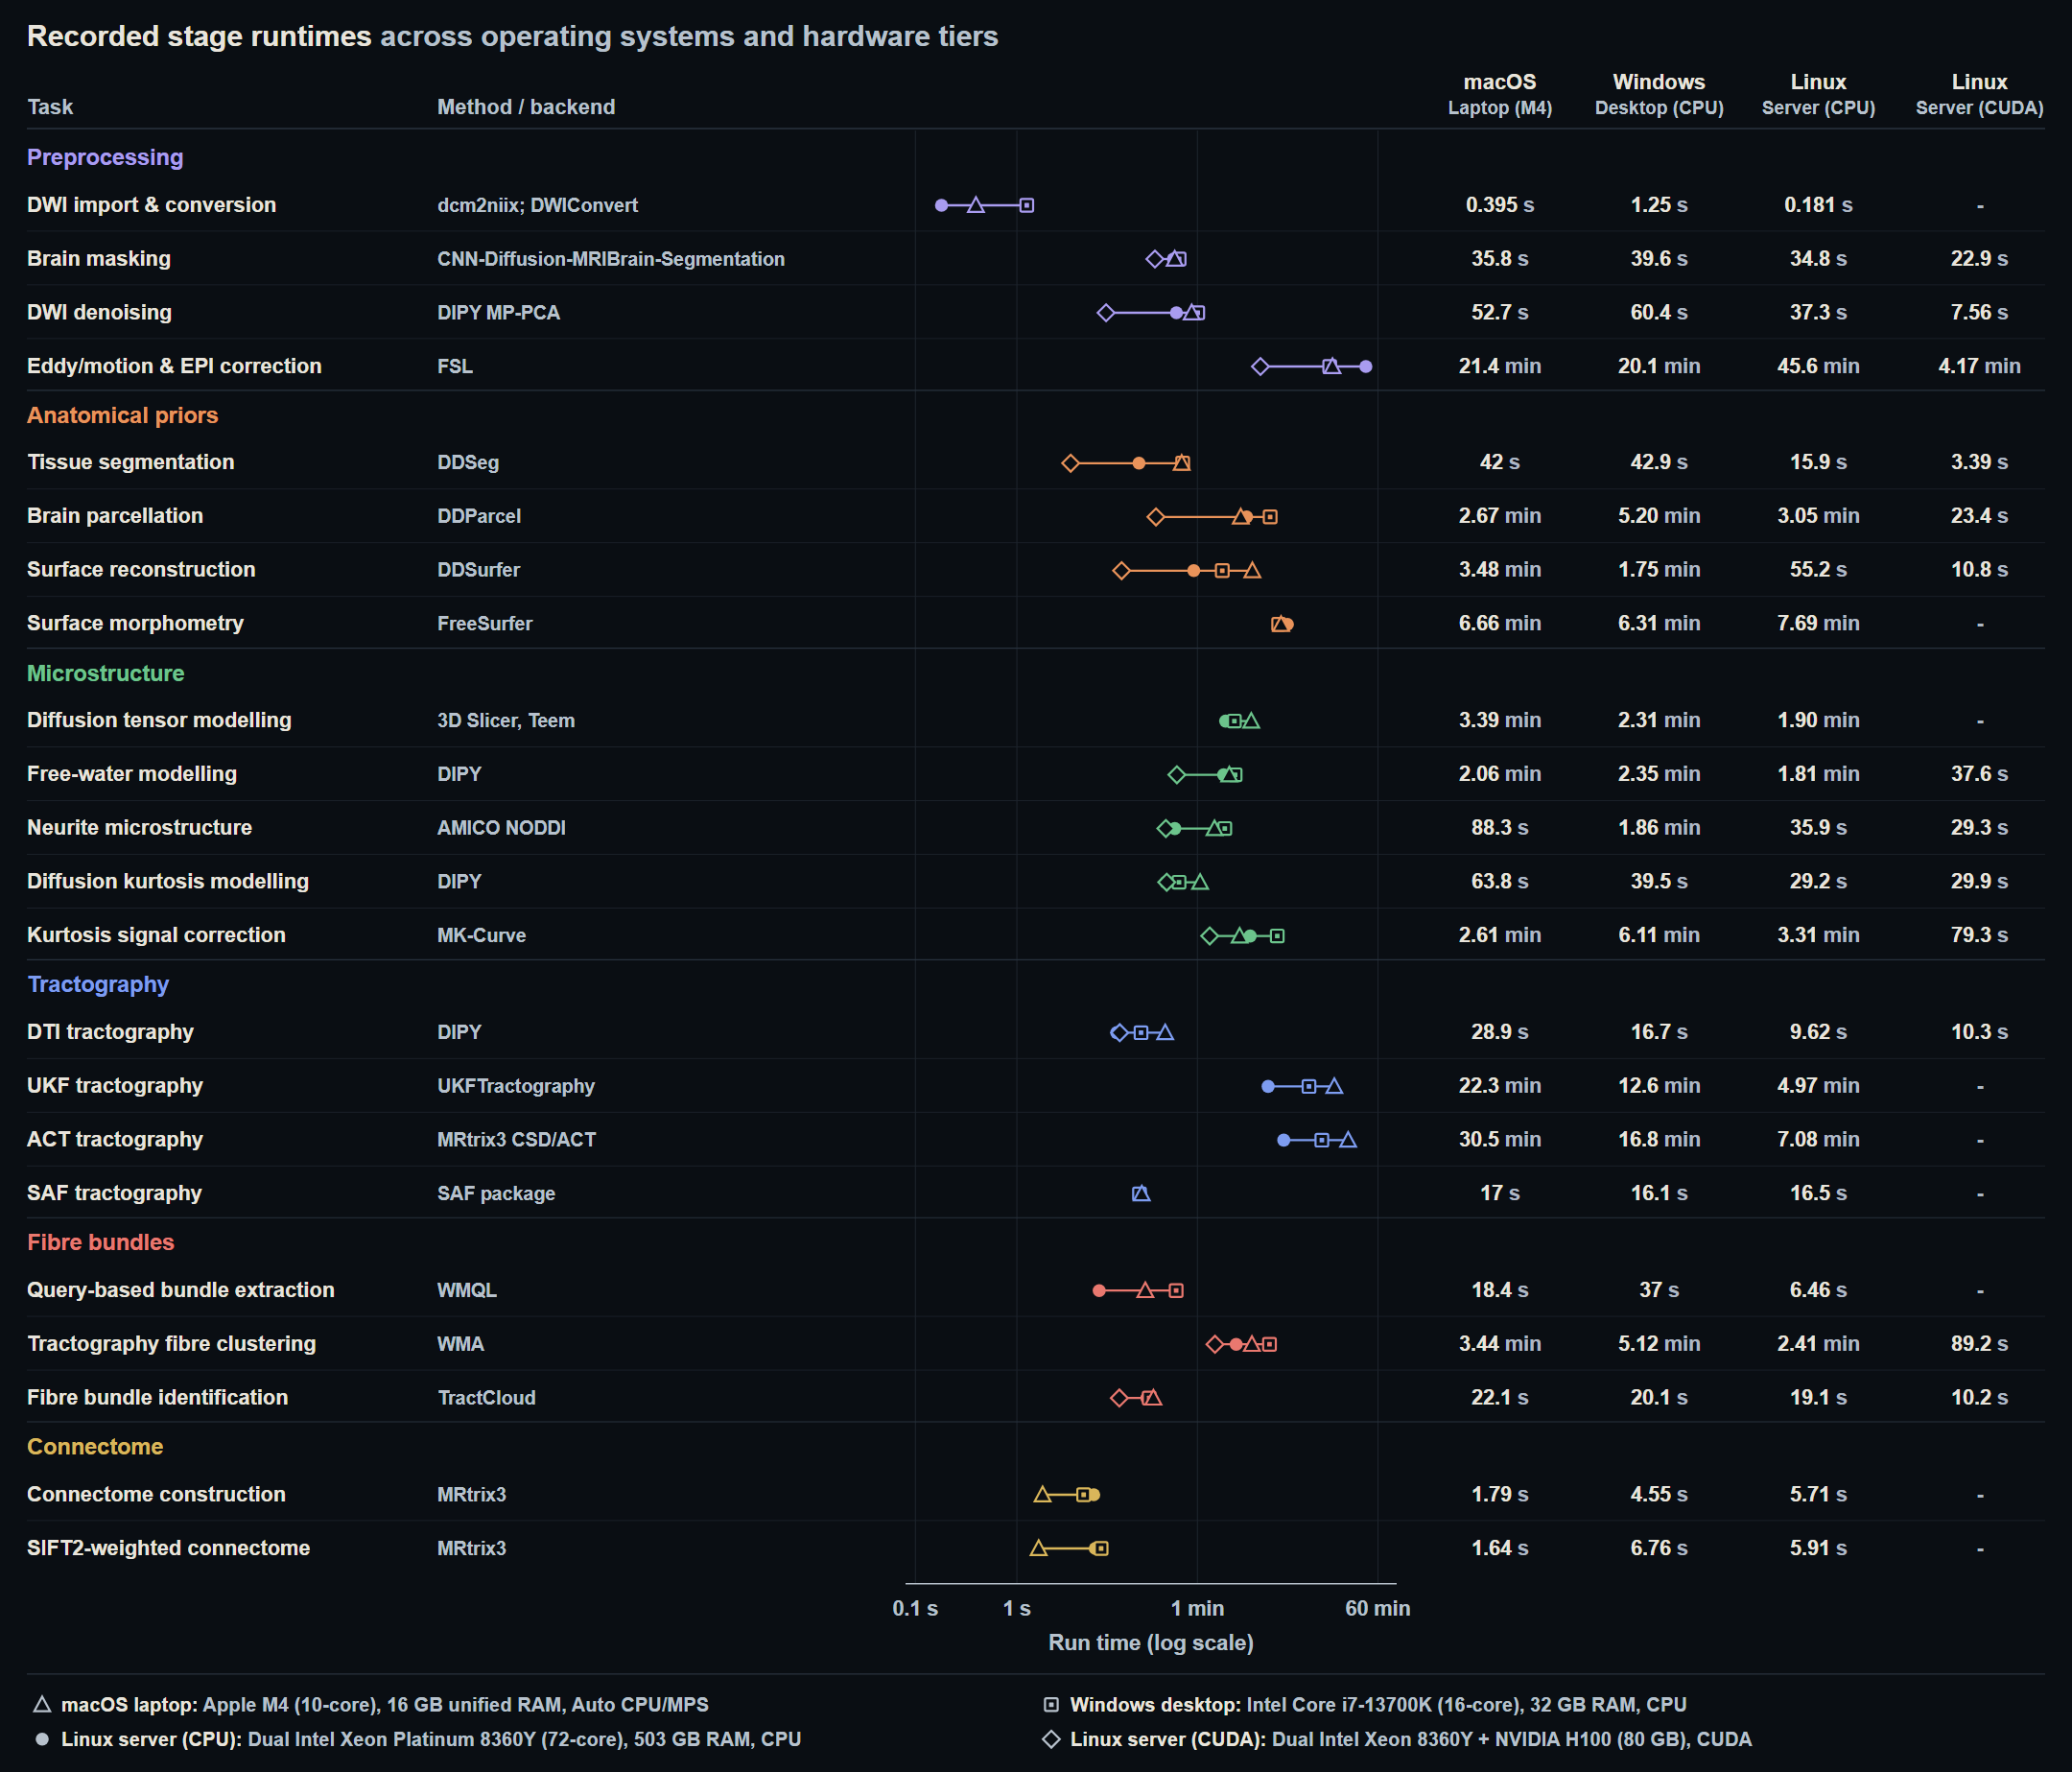 Recorded stage runtimes across operating systems and hardware tiers
macOS Windows Linux Linux
Task Method / backend Laptop (M4) Desktop (CPU) Server (CPU) Server (CUDA)
Preprocessing
DWI import & conversion dcm2niix; DWIConvert 0.395 s 1.25 s 0.181 s -
Brain masking CNN-Diffusion-MRIBrain-Segmentation 35.8 s 39.6 s 34.8 s 22.9 s
DWI denoising DIPY MP-PCA 52.7 s 60.4 s 37.3 s 7.56 s
Eddy/motion & EPI correction FSL 21.4 min 20.1 min 45.6 min 4.17 min
Anatomical priors
Tissue segmentation DDSeg 42 s 42.9 s 15.9 s 3.39 s
Brain parcellation DDParcel 2.67 min 5.20 min 3.05 min 23.4 s
Surface reconstruction DDSurfer 3.48 min 1.75 min 55.2 s 10.8 s
Surface morphometry FreeSurfer 6.66 min 6.31 min 7.69 min -
Microstructure
Diffusion tensor modelling 3D Slicer, Teem 3.39 min 2.31 min 1.90 min -
Free-water modelling DIPY 2.06 min 2.35 min 1.81 min 37.6 s
Neurite microstructure AMICO NODDI 88.3 s 1.86 min 35.9 s 29.3 s
Diffusion kurtosis modelling DIPY 63.8 s 39.5 s 29.2 s 29.9 s
Kurtosis signal correction MK-Curve 2.61 min 6.11 min 3.31 min 79.3 s
Tractography
DTI tractography DIPY 28.9 s 16.7 s 9.62 s 10.3 s
UKF tractography UKFTractography 22.3 min 12.6 min 4.97 min -
ACT tractography MRtrix3 CSD/ACT 30.5 min 16.8 min 7.08 min -
SAF tractography SAF package 17 s 16.1 s 16.5 s -
Fibre bundles
Query-based bundle extraction WMQL 18.4 s 37 s 6.46 s -
Tractography fibre clustering WMA 3.44 min 5.12 min 2.41 min 89.2 s
Fibre bundle identification TractCloud 22.1 s 20.1 s 19.1 s 10.2 s
Connectome
Connectome construction MRtrix3 1.79 s 4.55 s 5.71 s -
SIFT2-weighted connectome MRtrix3 1.64 s 6.76 s 5.91 s -
0.1 s 1 s 1 min 60 min
Run time (log scale)
macOS laptop: Apple M4 (10-core), 16 GB unified RAM, Auto CPU/MPS
Windows desktop: Intel Core i7-13700K (16-core), 32 GB RAM, CPU
Linux server (CPU): Dual Intel Xeon Platinum 8360Y (72-core), 503 GB RAM, CPU
Linux server (CUDA): Dual Intel Xeon 8360Y + NVIDIA H100 (80 GB), CUDA